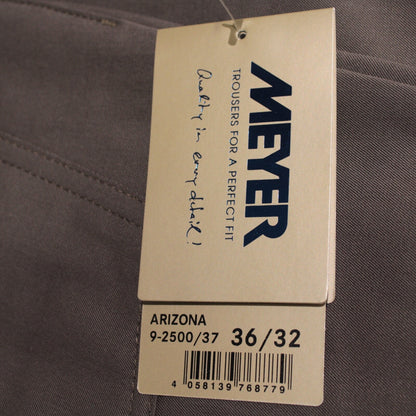 MEYER
TROUSERS FOR A PERFECT FIT
Quality in every detail!
ARIZONA
9-2500/37 36/32
4 058139 768779